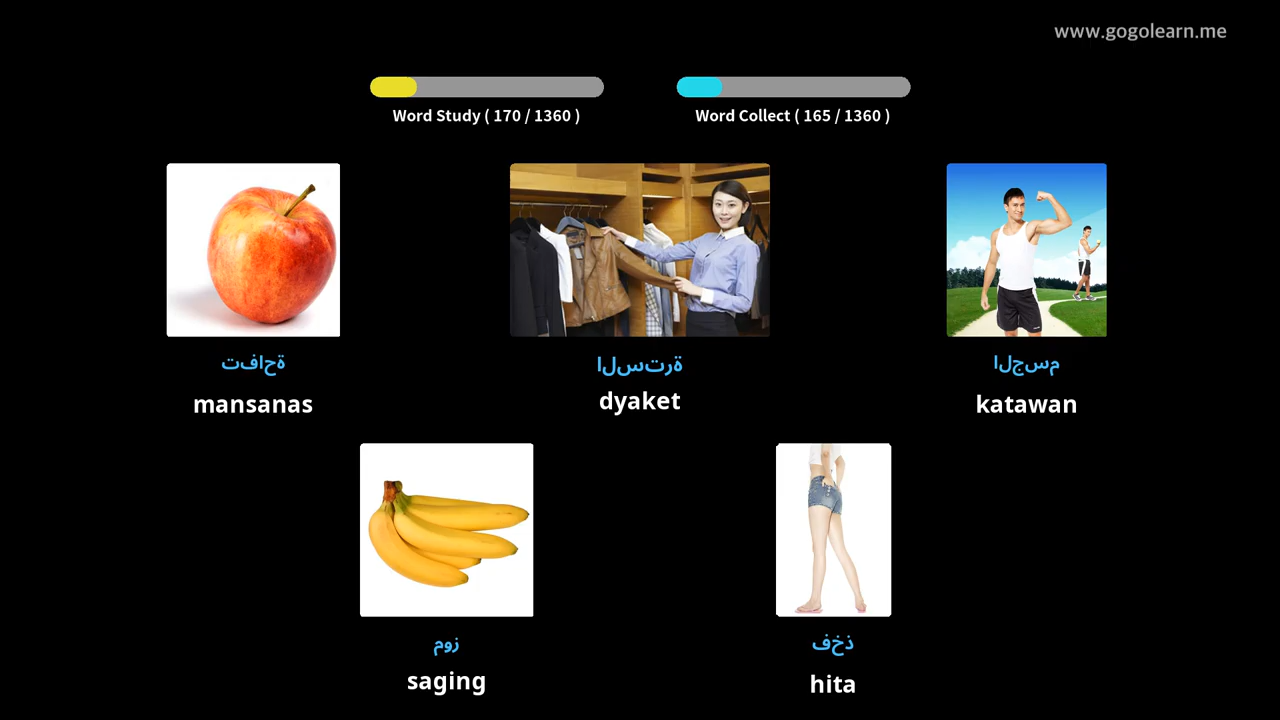 www.gogolearn.me
Word Study ( 170 / 1360 )
Word Collect ( 165 / 1360 )
تفاحة
mansanas
السترة
dyaket
الجسم
katawan
موز
saging
فخذ
hita